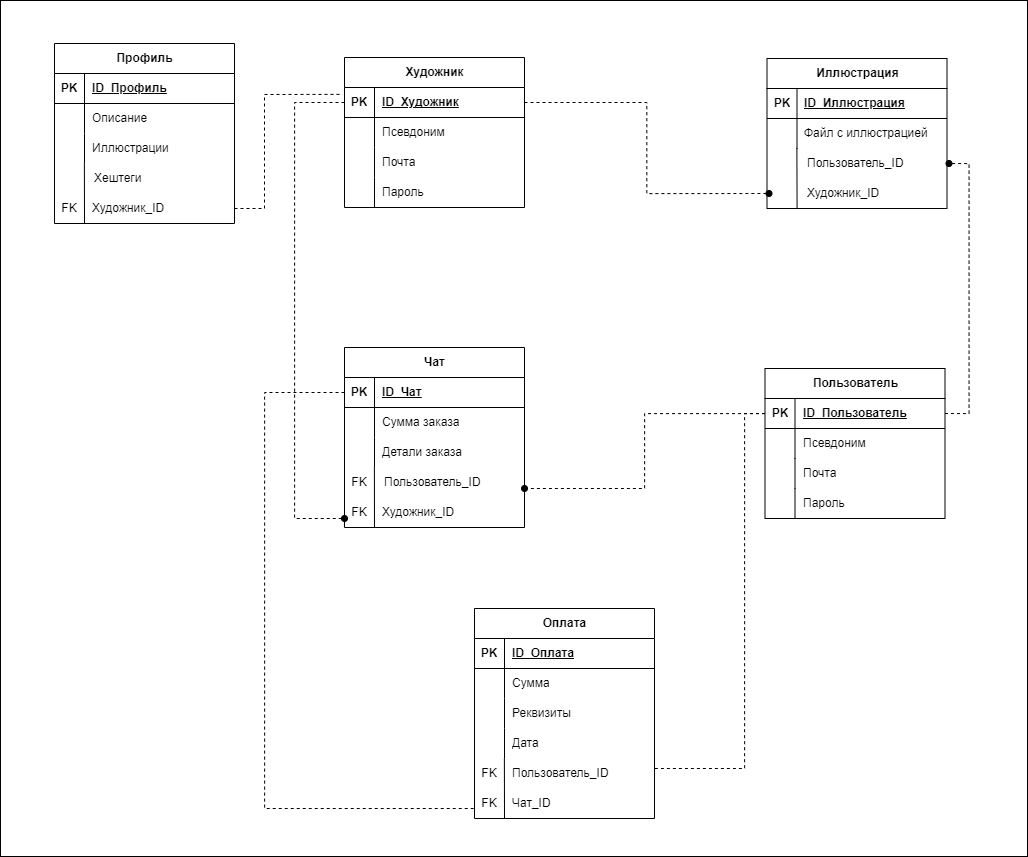 Профиль
PK ID_Профиль
Описание
Иллюстрации
Хештеги
FK Художник_ID
Художник
PK ID_Художник
Псевдоним
Почта
Пароль
Иллюстрация
PK ID_Иллюстрация
Файл с иллюстрацией
Пользователь_ID
Художник_ID
Чат
PK ID_Чат
Сумма заказа
Детали заказа
FK Пользователь_ID
FK Художник_ID
Пользователь
PK ID_Пользователь
Псевдоним
Почта
Пароль
Оплата
PK ID_Оплата
Сумма
Реквизиты
Дата
FK Пользователь_ID
FK Чат_ID